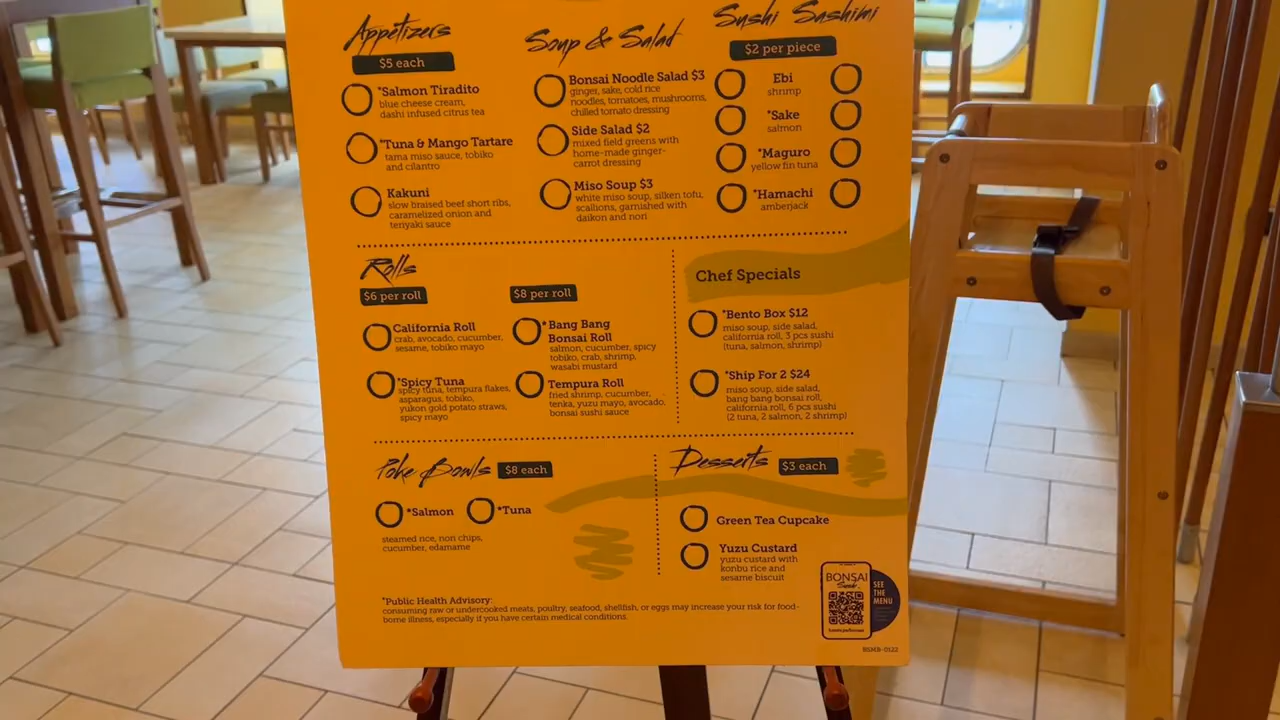 Appetizers
$5 each
*Salmon Tiradito
blue cheese cream,
dashi infused citrus tea
*Tuna & Mango Tartare
tama miso sauce, tobiko
and cilantro
Kakuni
slow braised beef short ribs,
caramelized onion and
teriyaki sauce
Soup & Salad
Bonsai Noodle Salad $3
ginger, sake, cold rice
noodles, tomatoes, mushrooms,
chilled tomato dressing
Side Salad $2
mixed field greens with
home-made ginger-
carrot dressing
Miso Soup $3
white miso soup, silken tofu,
scallions, garnished with
daikon and nori
Sushi Sashimi
$2 per piece
Ebi
shrimp
*Sake
salmon
*Maguro
yellow fin tuna
*Hamachi
amberjack
Rolls
$6 per roll
California Roll
crab, avocado, cucumber,
sesame, tobiko mayo
*Spicy Tuna
spicy tuna, tempura flakes,
asparagus, tobiko,
yukon gold potato straws,
spicy mayo
$8 per roll
*Bang Bang
Bonsai Roll
salmon, cucumber, spicy
tobiko, crab, shrimp,
wasabi mustard
Tempura Roll
fried shrimp, cucumber,
tenka, yuzu mayo, avocado,
bonsai sushi sauce
Chef Specials
*Bento Box $12
miso soup, side salad,
california roll, 3 pcs sushi
(tuna, salmon, shrimp)
*Ship For 2 $24
miso soup, side salad,
bang bang bonsai roll,
california roll, 6 pcs sushi
(2 tuna, 2 salmon, 2 shrimp)
Poke Bowls $8 each
*Salmon *Tuna
steamed rice, nori chips,
cucumber, edamame
Desserts $3 each
Green Tea Cupcake
Yuzu Custard
yuzu custard with
konbu rice and
sesame biscuit
BONSAI
Sushi
SEE
THE
MENU
*Public Health Advisory:
consuming raw or undercooked meats, poultry, seafood, shellfish, or eggs may increase your risk for food-
borne illness, especially if you have certain medical conditions.
BSMB-0122